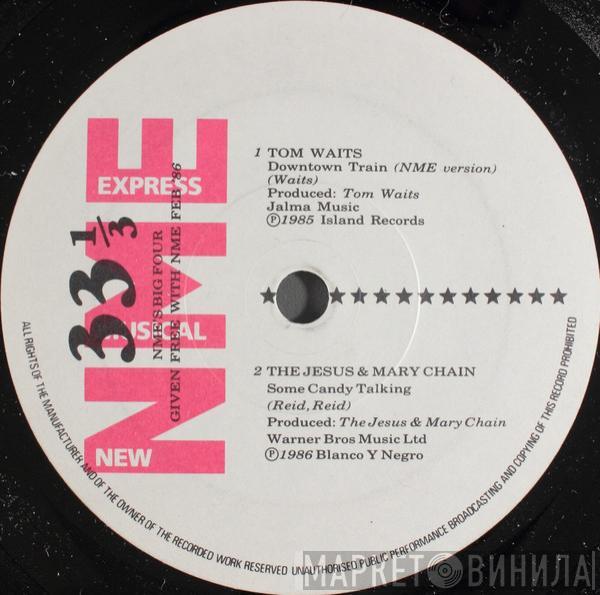 NEW
MUSICAL
EXPRESS
NME
33 1/3
NME'S BIG FOUR
GIVEN FREE WITH NME FEB '86
1 TOM WAITS
Downtown Train (NME version)
(Waits)
Produced: Tom Waits
Jalma Music
Ⓟ1985 Island Records
2 THE JESUS & MARY CHAIN
Some Candy Talking
(Reid, Reid)
Produced: The Jesus & Mary Chain
Warner Bros Music Ltd
Ⓟ1986 Blanco Y Negro
ALL RIGHTS OF THE MANUFACTURER AND OF THE OWNER OF THE RECORDED WORK RESERVED UNAUTHORISED PUBLIC PERFORMANCE BROADCASTING AND COPYING OF THIS RECORD PROHIBITED
МАРКЕТ ВИНИЛА